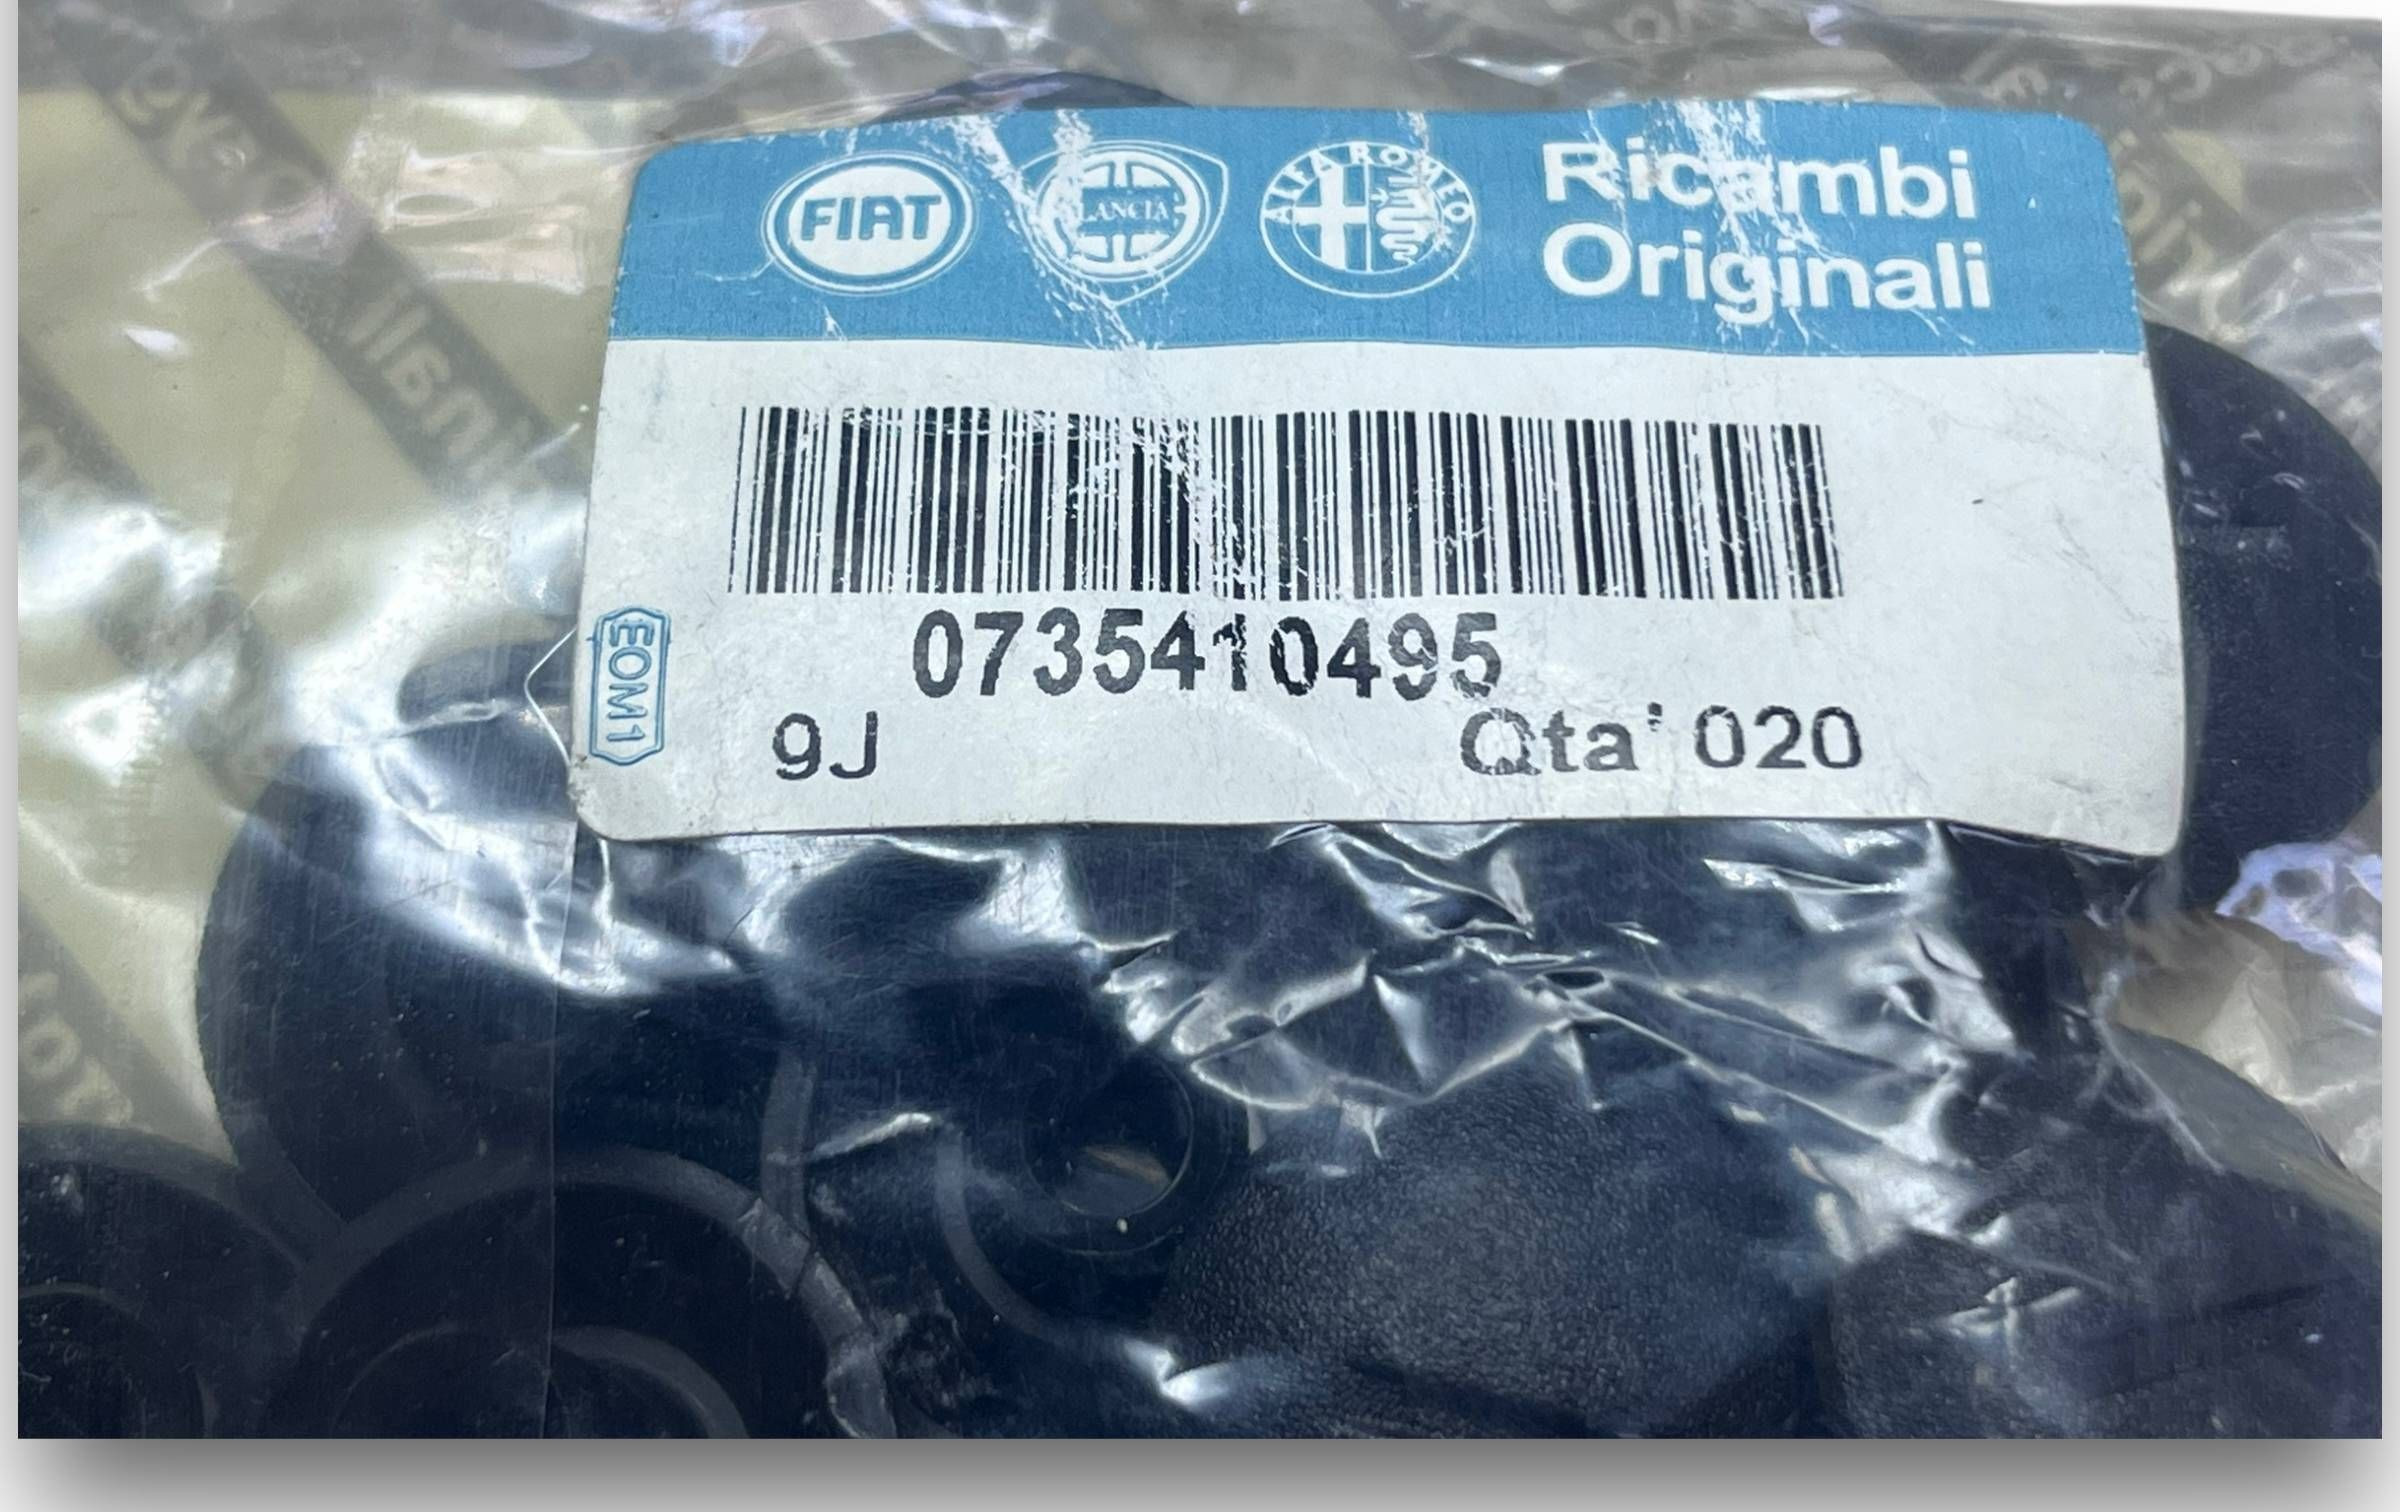 FIAT
LANCIA
ALFA ROMEO
Ricambi
Originali
0735410495
EOM1
9J
Qta' 020